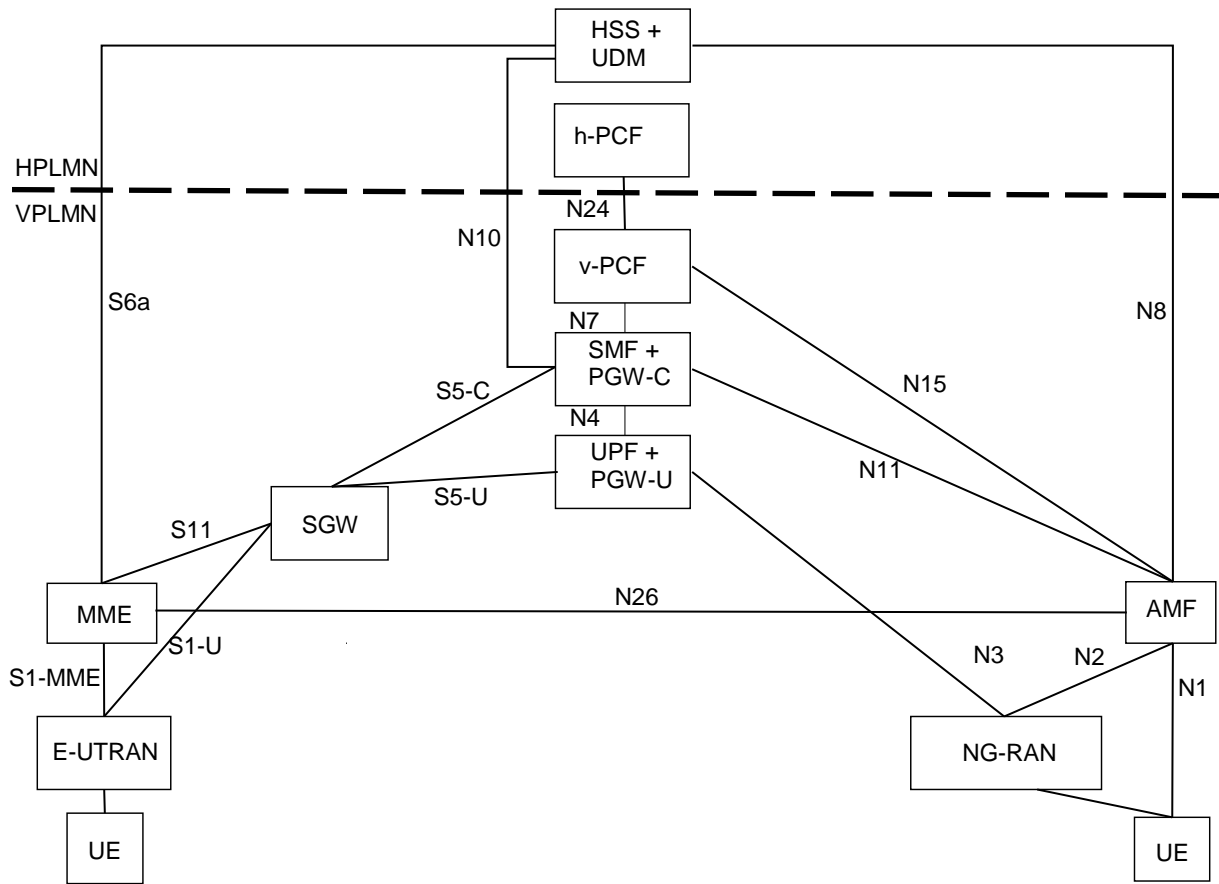 HSS +
UDM
h-PCF
HPLMN
VPLMN
N24
N10
v-PCF
S6a
N8
N7
SMF +
PGW-C
S5-C
N15
N4
UPF +
PGW-U
N11
S5-U
SGW
S11
N26
MME
AMF
S1-U
N3
N2
S1-MME
N1
E-UTRAN
NG-RAN
UE
UE